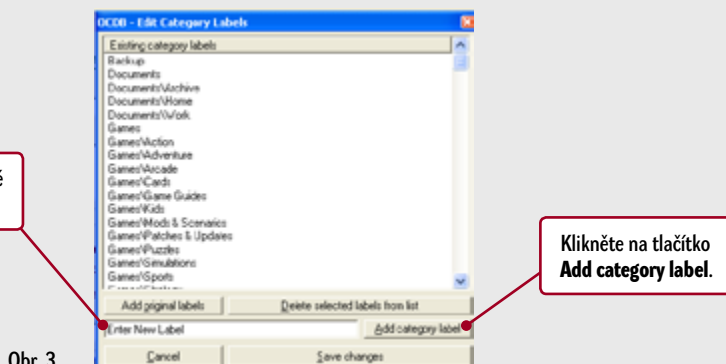 OCDB - Edit Category Labels
Existing category labels
Backup
Documents
Documents\Archive
Documents\Home
Documents\Work
Games
Games\Action
Games\Adventure
Games\Arcade
Games\Cards
Games\Game Guides
Games\Kids
Games\Mods & Scenarios
Games\Patches & Updates
Games\Puzzles
Games\Simulations
Games\Sports
Games\Strategy
Add original labels
Delete selected labels from list
Enter New Label
Add category label
Cancel
Save changes
é
Klikněte na tlačítko
Add category label.
Obr. 3